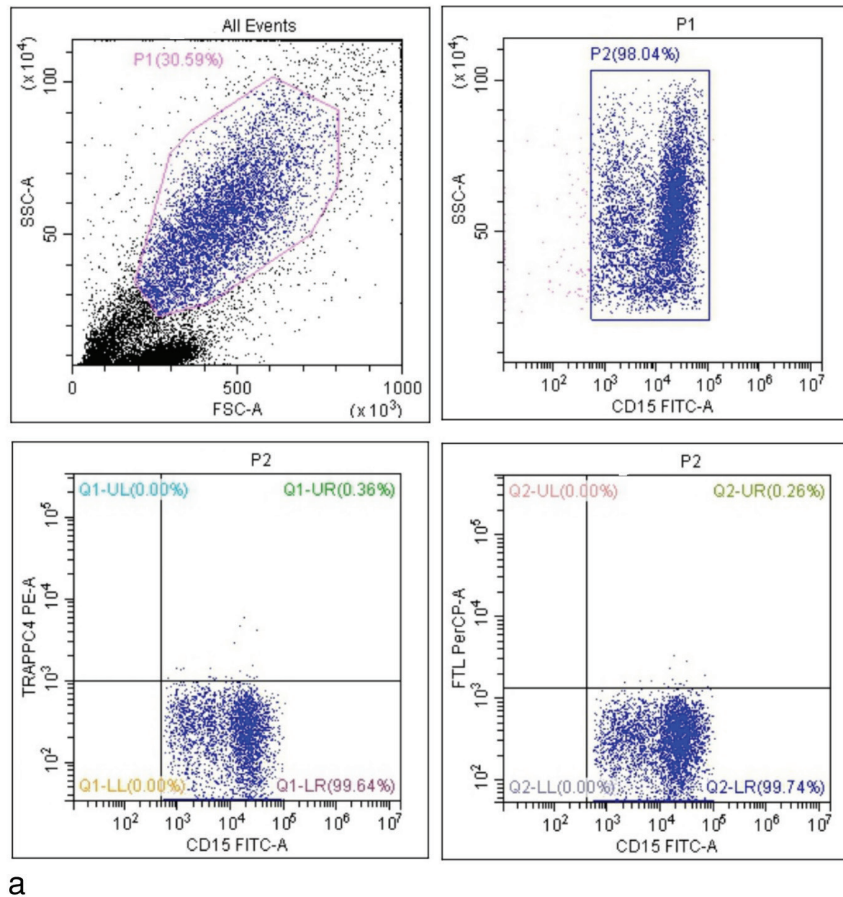 All Events
P1(30.59%)
(x 10⁴)
100
50
SSC-A
0
500
1000
FSC-A
(x 10³)
P1
P2(98.04%)
(x 10⁴)
100
50
SSC-A
10² 10³ 10⁴ 10⁵ 10⁶ 10⁷
CD15 FITC-A
P2
Q1-UL(0.00%) Q1-UR(0.36%)
10⁵
10⁴
10³
10²
TRAPPC4 PE-A
Q1-LL(0.00%) Q1-LR(99.64%)
10² 10³ 10⁴ 10⁵ 10⁶ 10⁷
CD15 FITC-A
P2
Q2-UL(0.00%) Q2-UR(0.26%)
10⁵
10⁴
10³
10²
FTL PerCP-A
Q2-LL(0.00%) Q2-LR(99.74%)
10² 10³ 10⁴ 10⁵ 10⁶ 10⁷
CD15 FITC-A
a